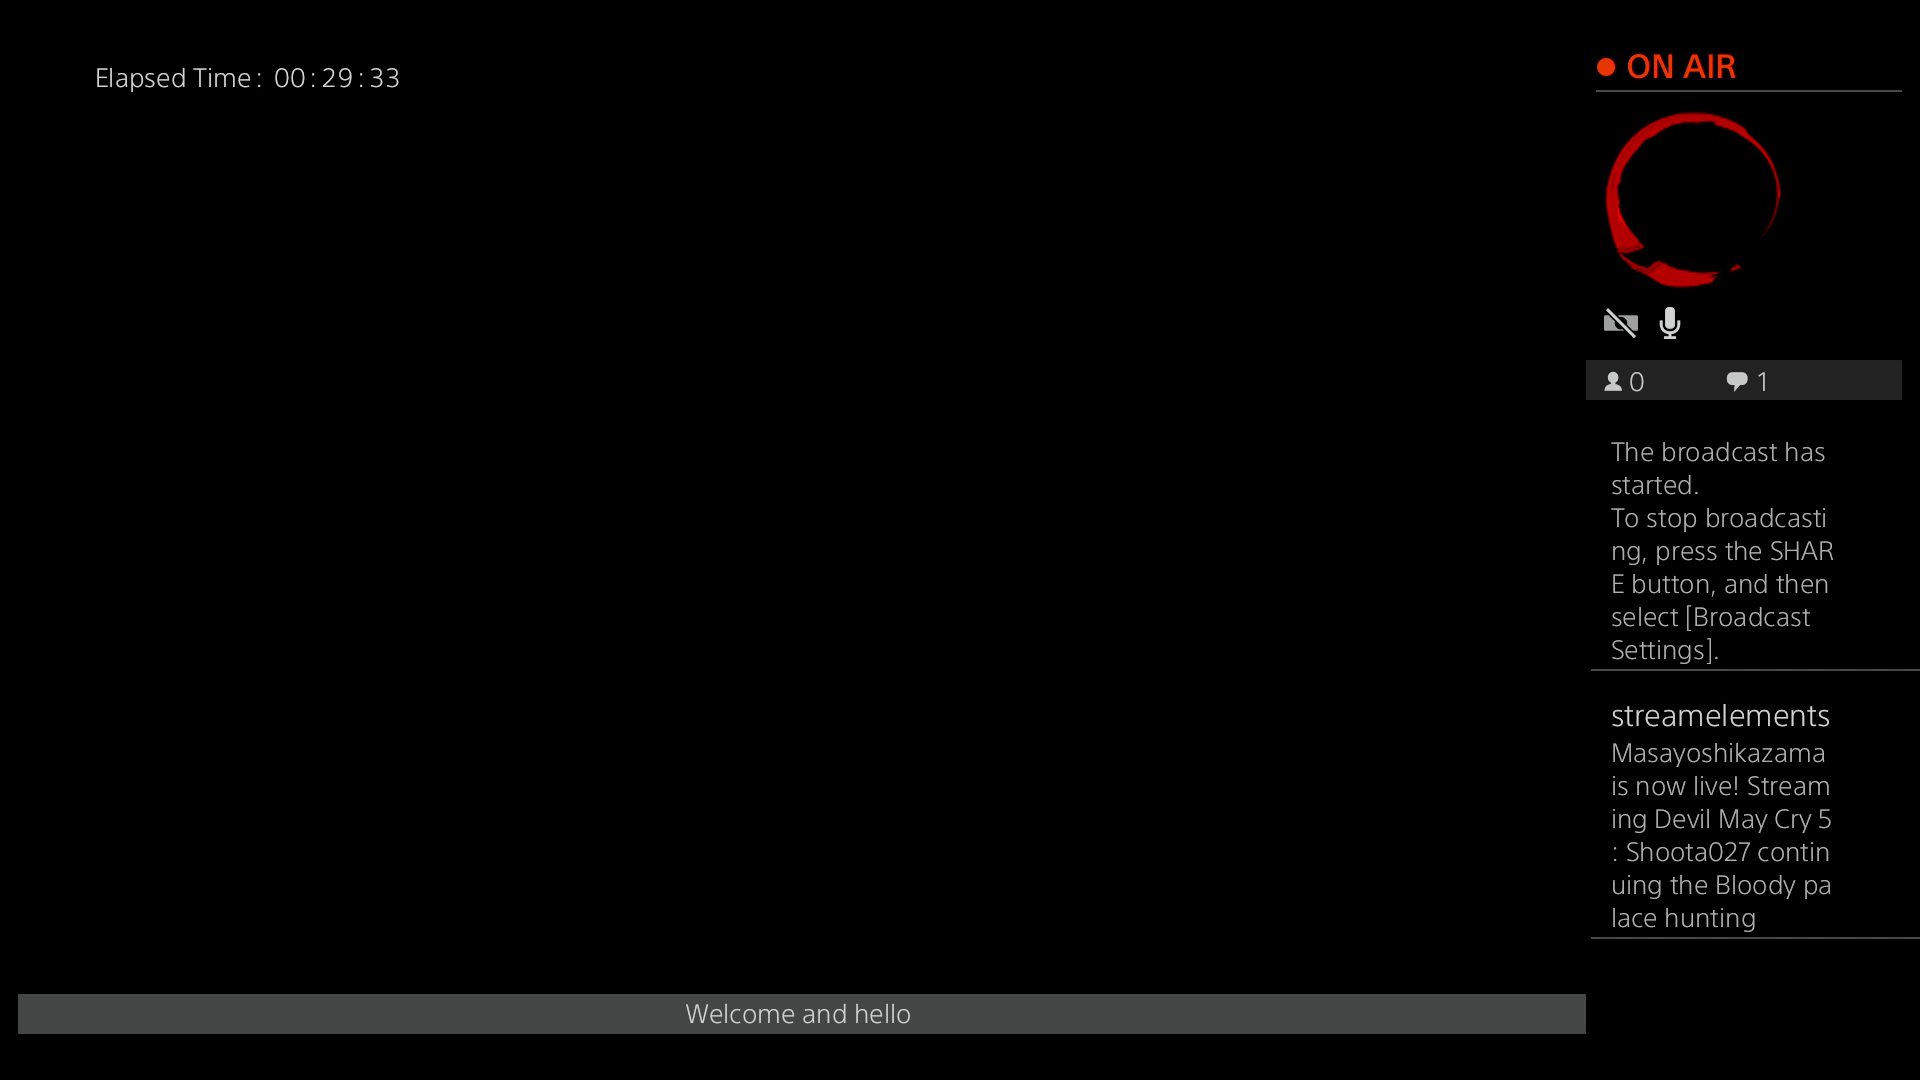 Elapsed Time: 00:29:33
ON AIR
0 1
The broadcast has
started.
To stop broadcasti
ng, press the SHAR
E button, and then
select [Broadcast
Settings].
streamelements
Masayoshikazama
is now live! Stream
ing Devil May Cry 5
: Shoota027 contin
uing the Bloody pa
lace hunting
Welcome and hello